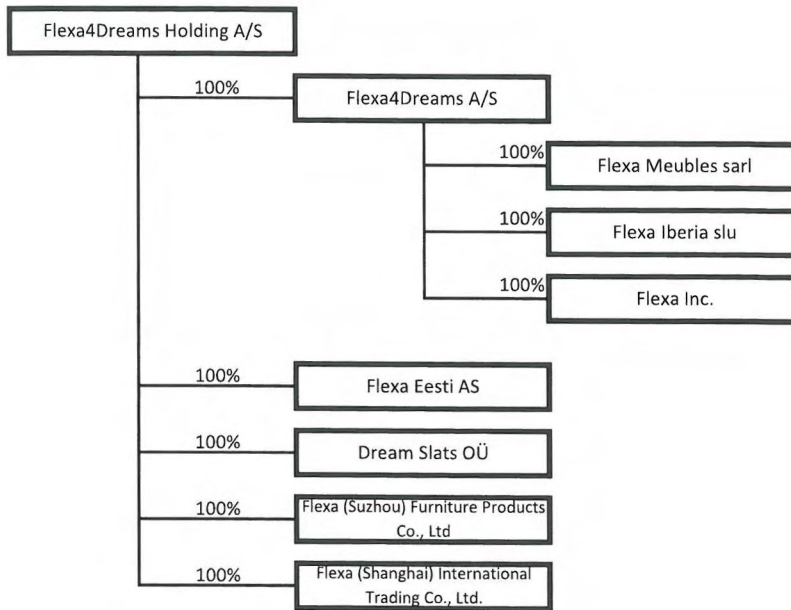 Flexa4Dreams Holding A/S
100%
Flexa4Dreams A/S
100%
Flexa Meubles sarl
100%
Flexa Iberia slu
100%
Flexa Inc.
100%
Flexa Eesti AS
100%
Dream Slats OÜ
100%
Flexa (Suzhou) Furniture Products
Co., Ltd
100%
Flexa (Shanghai) International
Trading Co., Ltd.